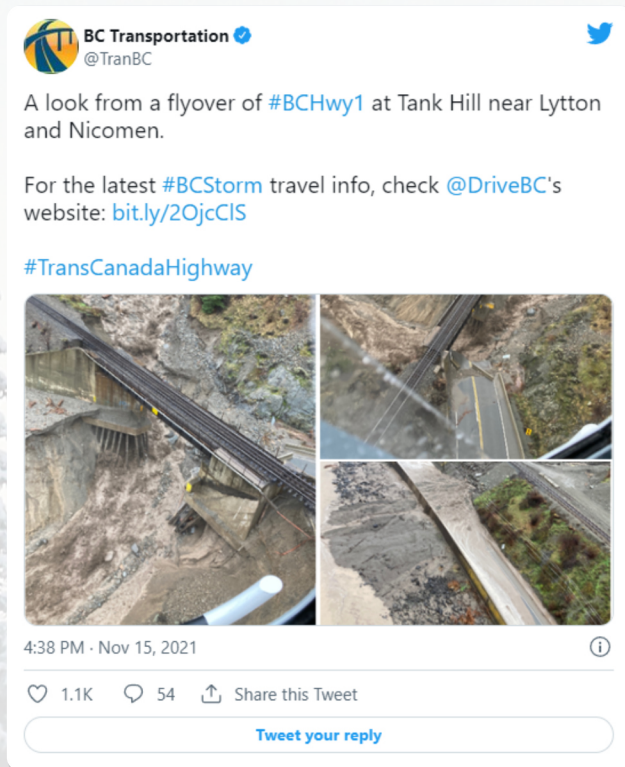 BC Transportation
@TranBC
A look from a flyover of #BCHwy1 at Tank Hill near Lytton
and Nicomen.
For the latest #BCStorm travel info, check @DriveBC's
website: bit.ly/2OjcClS
#TransCanadaHighway
4:38 PM · Nov 15, 2021
1.1K 54 Share this Tweet
Tweet your reply